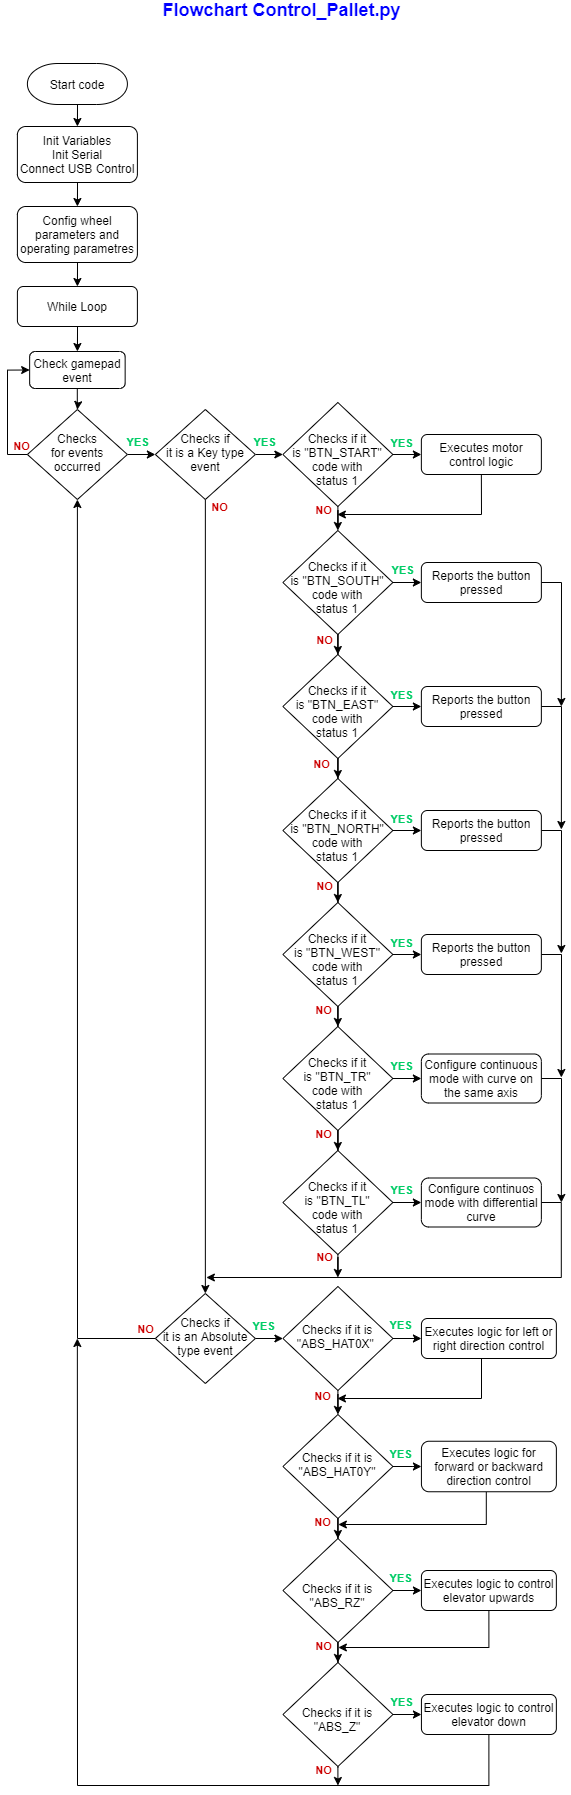 Flowchart Control_Pallet.py
Start code
Init Variables
Init Serial
Connect USB Control
Config wheel
parameters and
operating parametres
While Loop
Check gamepad
event
Checks
for events
occurred
NO
YES
Checks if
it is a Key type
event
YES
NO
Checks if it
is "BTN_START"
code with
status 1
YES
NO
Executes motor
control logic
Checks if it
is "BTN_SOUTH"
code with
status 1
YES
NO
Reports the button
pressed
Checks if it
is "BTN_EAST"
code with
status 1
YES
NO
Reports the button
pressed
Checks if it
is "BTN_NORTH"
code with
status 1
YES
NO
Reports the button
pressed
Checks if it
is "BTN_WEST"
code with
status 1
YES
NO
Reports the button
pressed
Checks if it
is "BTN_TR"
code with
status 1
YES
NO
Configure continuous
mode with curve on
the same axis
Checks if it
is "BTN_TL"
code with
status 1
YES
NO
Configure continuos
mode with differential
curve
NO
Checks if
it is an Absolute
type event
YES
Checks if it is
"ABS_HAT0X"
YES
NO
Executes logic for left or
right direction control
Checks if it is
"ABS_HAT0Y"
YES
NO
Executes logic for
forward or backward
direction control
Checks if it is
"ABS_RZ"
YES
NO
Executes logic to control
elevator upwards
Checks if it is
"ABS_Z"
YES
NO
Executes logic to control
elevator down